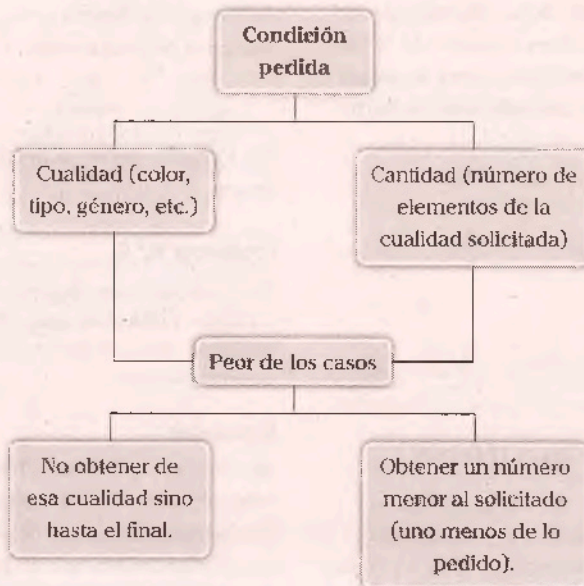 Condición
pedida
Cualidad (color,
tipo, género, etc.)
Cantidad (número de
elementos de la
cualidad solicitada)
Peor de los casos
No obtener de
esa cualidad sino
hasta el final.
Obtener un número
menor al solicitado
(uno menos de lo
pedido).